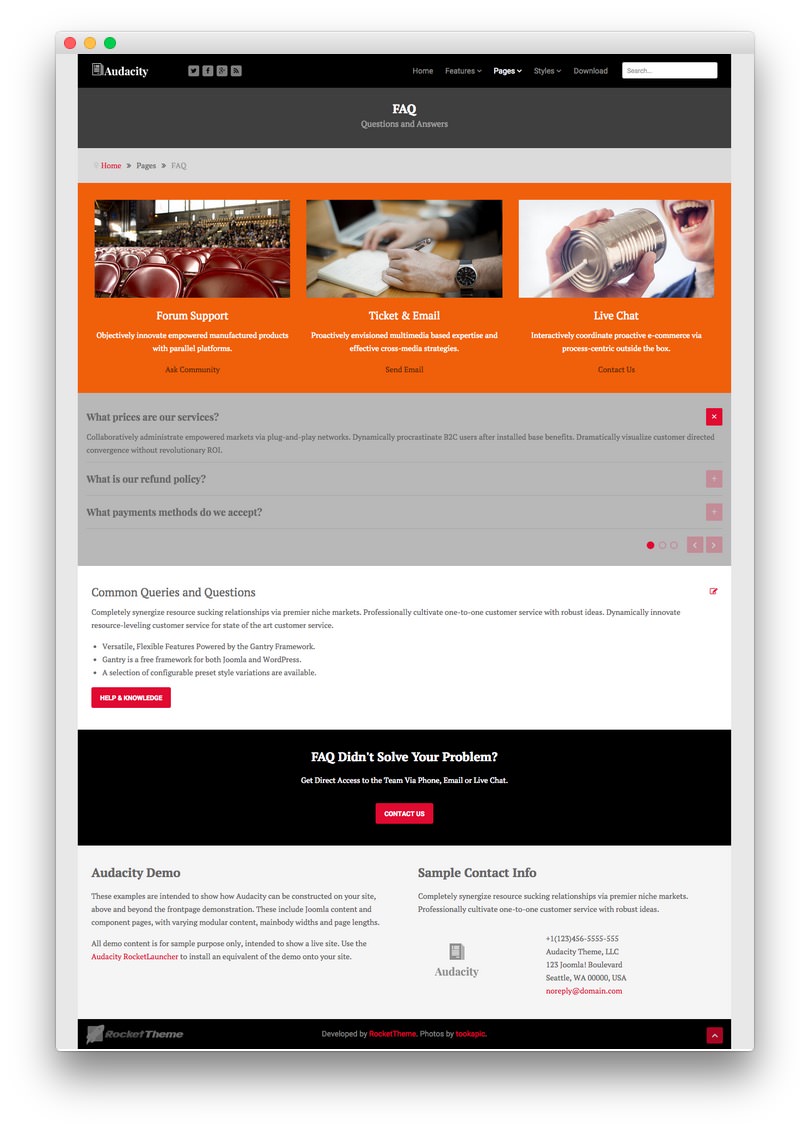 Audacity
Home Features Pages Styles Download Search...
FAQ
Questions and Answers
Home » Pages » FAQ
Forum Support
Objectively innovate empowered manufactured products
with parallel platforms.
Ask Community
Ticket & Email
Proactively envisioned multimedia based expertise and
effective cross-media strategies.
Send Email
Live Chat
Interactively coordinate proactive e-commerce via
process-centric outside the box.
Contact Us
What prices are our services?
Collaboratively administrate empowered markets via plug-and-play networks. Dynamically procrastinate B2C users after installed base benefits. Dramatically visualize customer directed
convergence without revolutionary ROI.
What is our refund policy?
What payments methods do we accept?
Common Queries and Questions
Completely synergize resource sucking relationships via premier niche markets. Professionally cultivate one-to-one customer service with robust ideas. Dynamically innovate
resource-leveling customer service for state of the art customer service.
• Versatile, Flexible Features Powered by the Gantry Framework.
• Gantry is a free framework for both Joomla and WordPress.
• A selection of configurable preset style variations are available.
HELP & KNOWLEDGE
FAQ Didn't Solve Your Problem?
Get Direct Access to the Team Via Phone, Email or Live Chat.
CONTACT US
Audacity Demo
These examples are intended to show how Audacity can be constructed on your site,
above and beyond the frontpage demonstration. These include Joomla content and
component pages, with varying modular content, mainbody widths and page lengths.
All demo content is for sample purpose only, intended to show a live site. Use the
Audacity RocketLauncher to install an equivalent of the demo onto your site.
Sample Contact Info
Completely synergize resource sucking relationships via premier niche markets.
Professionally cultivate one-to-one customer service with robust ideas.
Audacity
+1(123)456-5555-555
Audacity Theme, LLC
123 Joomla! Boulevard
Seattle, WA 00000, USA
noreply@domain.com
RocketTheme
Developed by RocketTheme. Photos by tookapic.